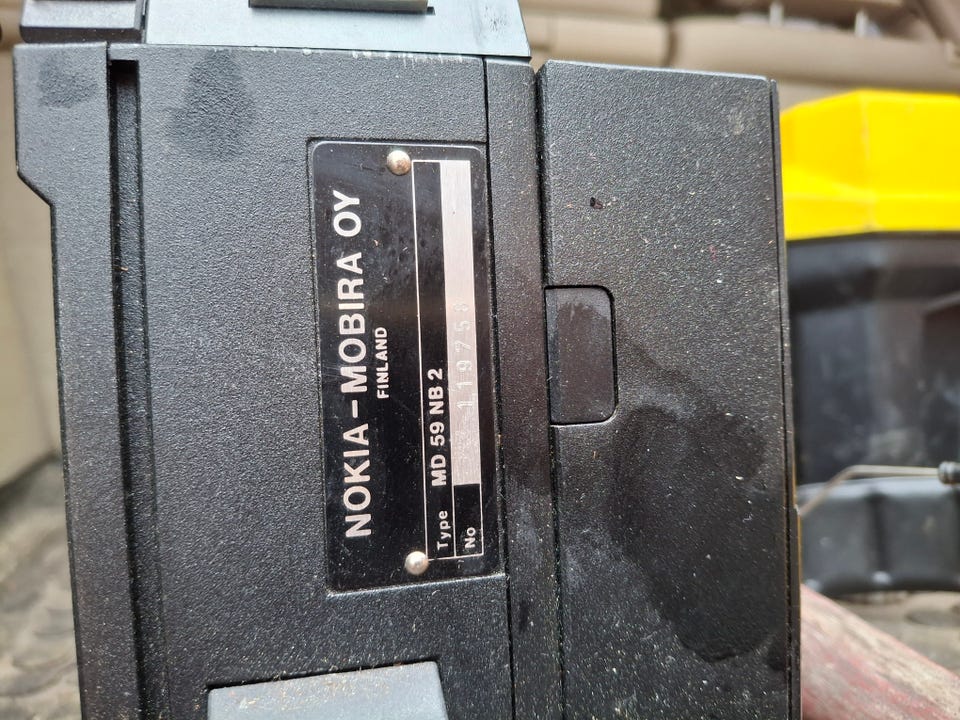 NOKIA – MOBIRA OY
FINLAND
Type MD 59 NB 2
No 119758